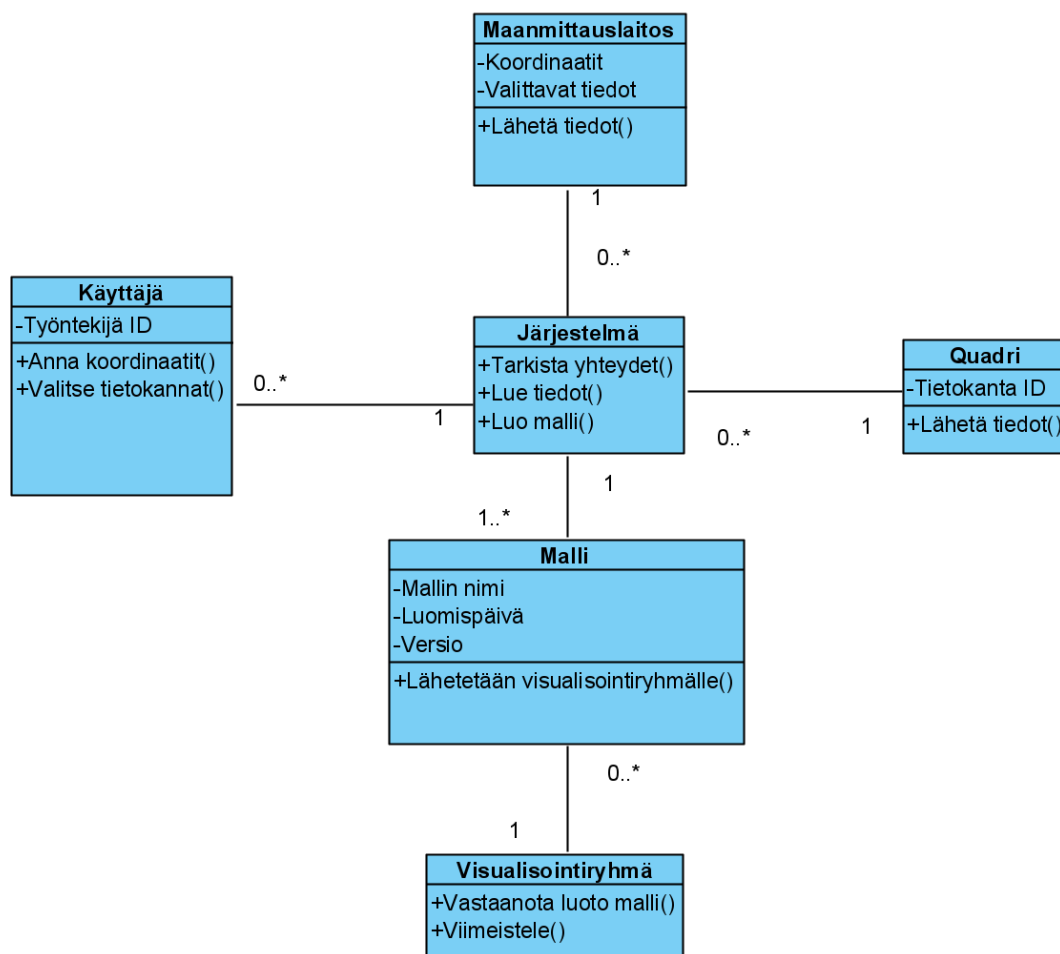 Maanmittauslaitos
-Koordinaatit
-Valittavat tiedot
+Lähetä tiedot()
1
0..*
Käyttäjä
-Työntekijä ID
+Anna koordinaatit()
+Valitse tietokannat()
0..*
1
Järjestelmä
+Tarkista yhteydet()
+Lue tiedot()
+Luo malli()
0..*
1
Quadri
-Tietokanta ID
+Lähetä tiedot()
1
1..*
Malli
-Mallin nimi
-Luomispäivä
-Versio
+Lähetetään visualisointiryhmälle()
0..*
1
Visualisointiryhmä
+Vastaanota luoto malli()
+Viimeistele()